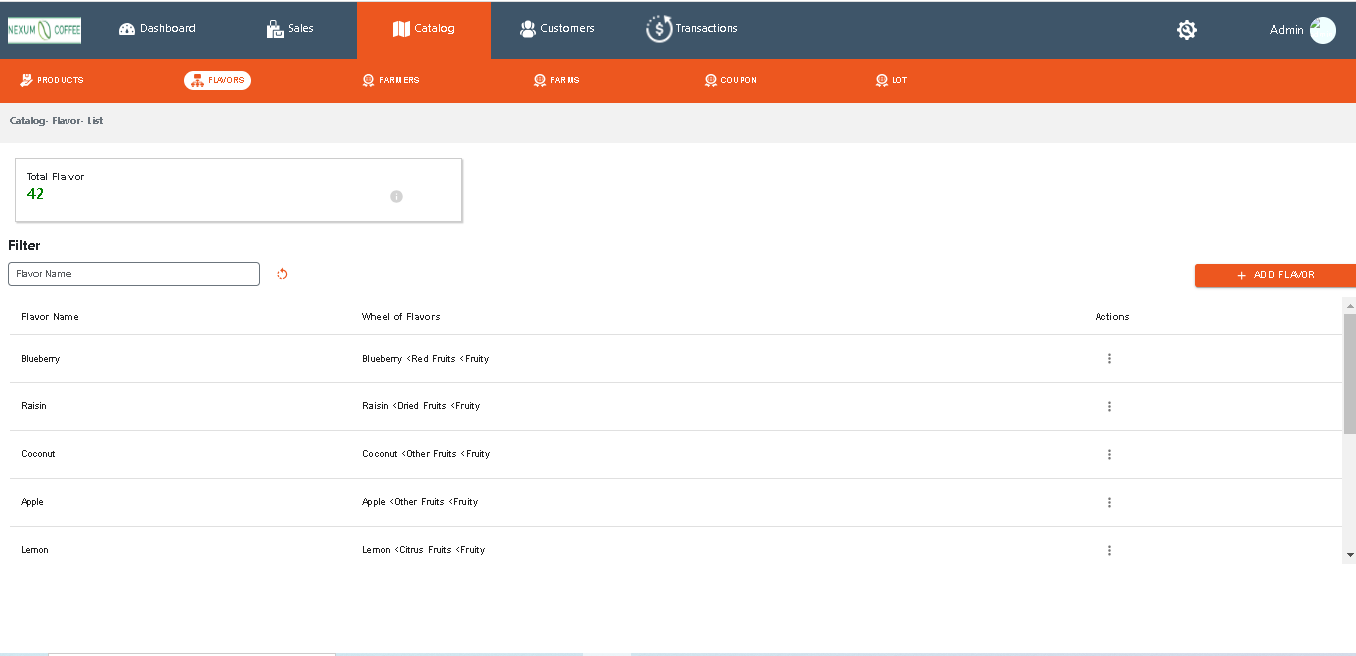 NEXUM COFFEE Dashboard Sales Catalog Customers Transactions Admin
PRODUCTS FLAVORS FARMERS FARMS COUPON LOT
Catalog- Flavor- List
Total Flavor
42
Filter
Flavor Name
+ ADD FLAVOR
Flavor Name Wheel of Flavors Actions
Blueberry Blueberry <Red Fruits <Fruity
Raisin Raisin <Dried Fruits <Fruity
Coconut Coconut <Other Fruits <Fruity
Apple Apple <Other Fruits <Fruity
Lemon Lemon <Citrus Fruits <Fruity